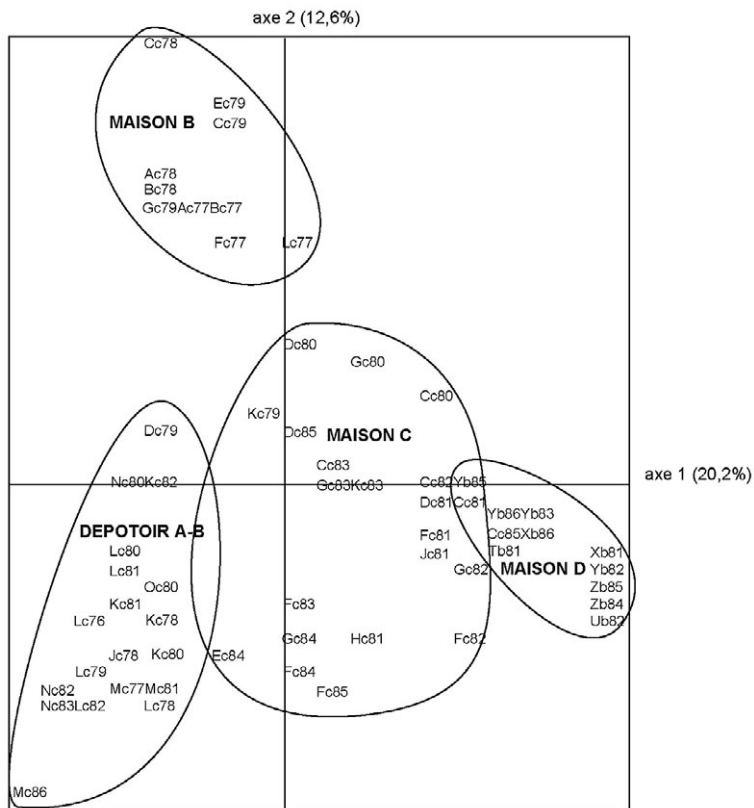 axe 2 (12,6%)
Cc78
Ec79
MAISON B Cc79
Ac78
Bc78
Gc79Ac77Bc77
Fc77 Lc77
Dc80
Gc80
Cc80
Kc79
Dc85
Dc79 MAISON C
Cc83
axe 1 (20,2%)
Nc80Kc82 Gc83Kc83 Cc82Yb85
Dc81Cc81
Yb86Yb83
DEPOTOIR A-B Fc81 Cc85Xb86
Lc80 Jc81 Tb81 Xb81
Lc81 Gc82 MAISON D Yb82
Oc80 Zb85
Kc81 Fc83 Zb84
Lc76 Kc78 Ub82
Gc84 Hc81 Fc82
Jc78 Kc80 Ec84
Lc79 Fc84
Nc82 Mc77Mc81 Fc85
Nc83Lc82 Lc78
Mc86